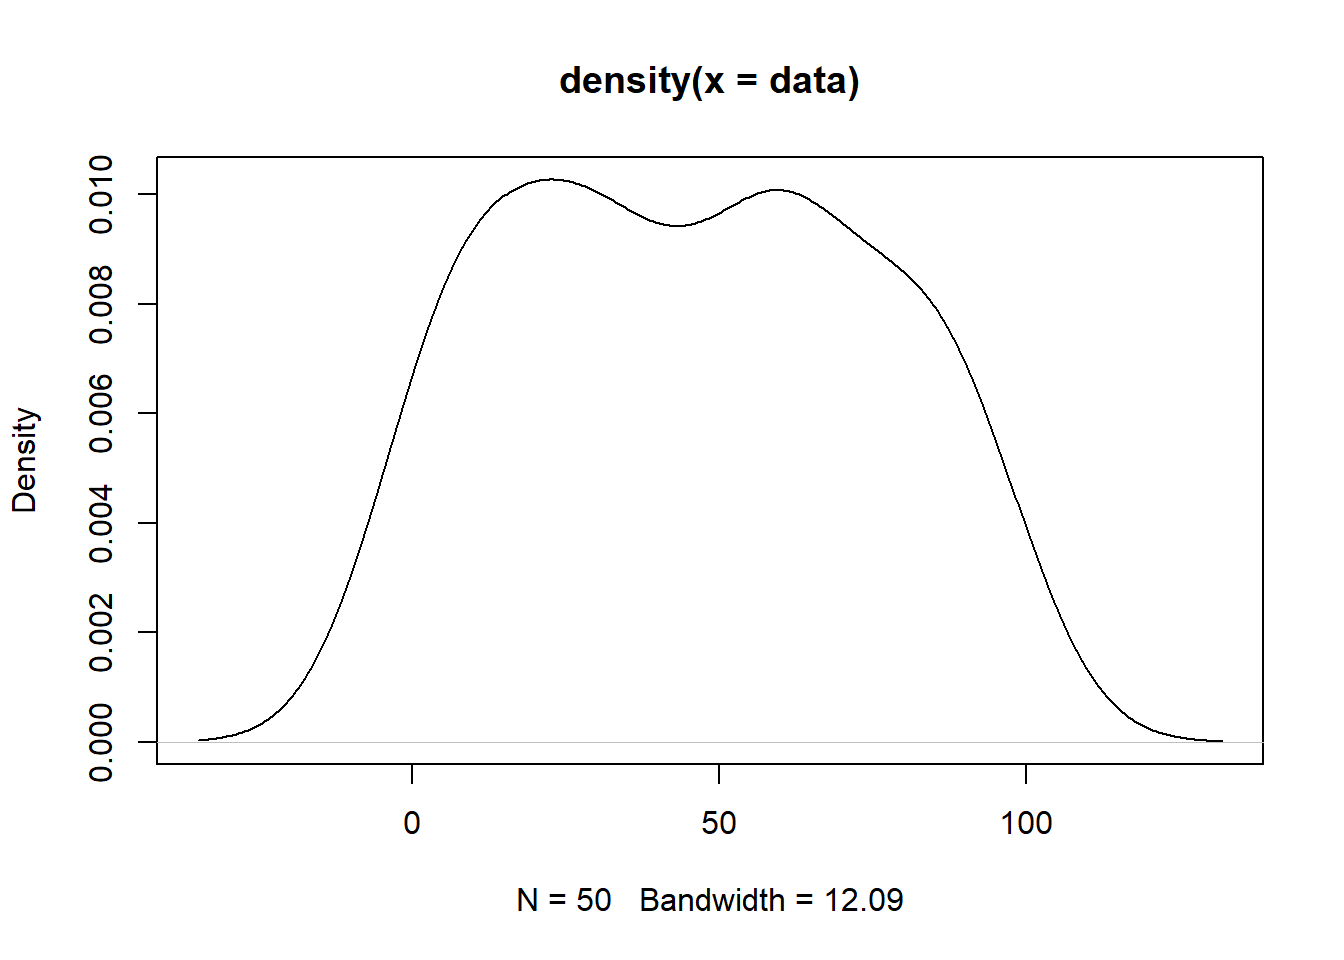 density(x = data)
Density
0.010
0.008
0.006
0.004
0.002
0.000
0 50 100
N = 50 Bandwidth = 12.09